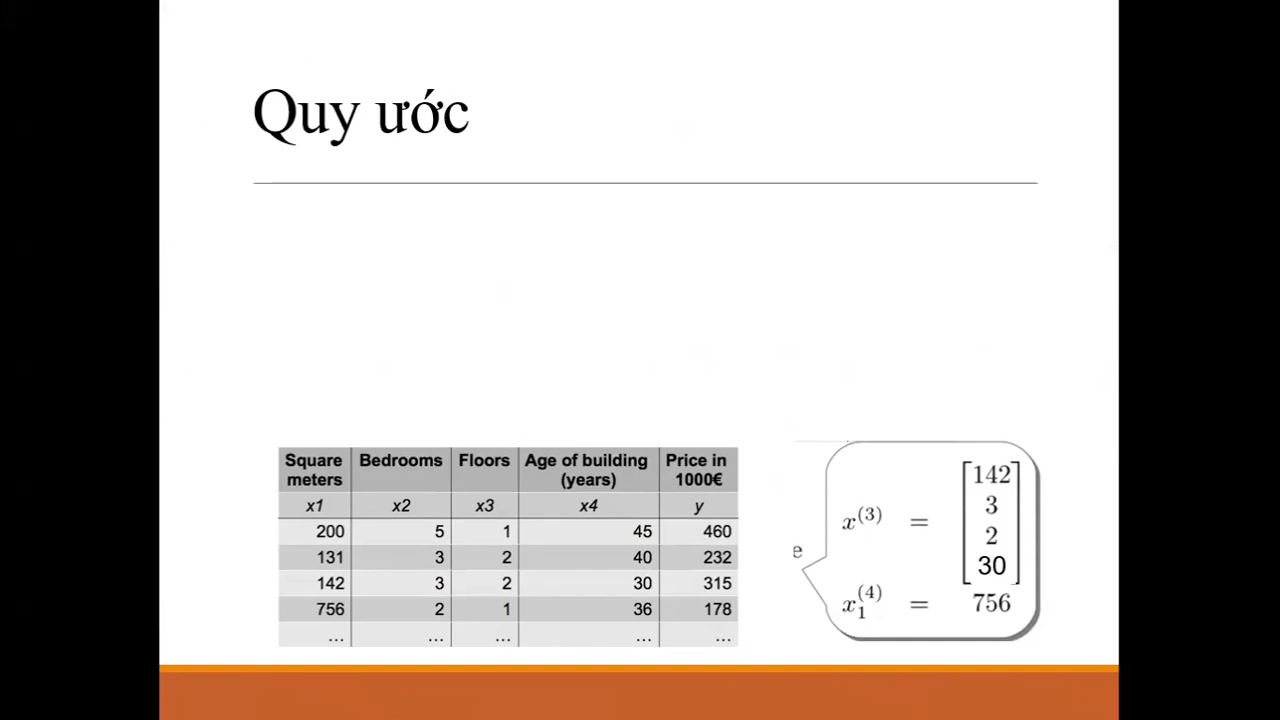 Quy ước
Square meters Bedrooms Floors Age of building (years) Price in 1000€
x1 x2 x3 x4 y
200 5 1 45 460
131 3 2 40 232
142 3 2 30 315
756 2 1 36 178
... ... ... ... ...
e
x^(3) = [142 3 2 30]
x_1^(4) = 756